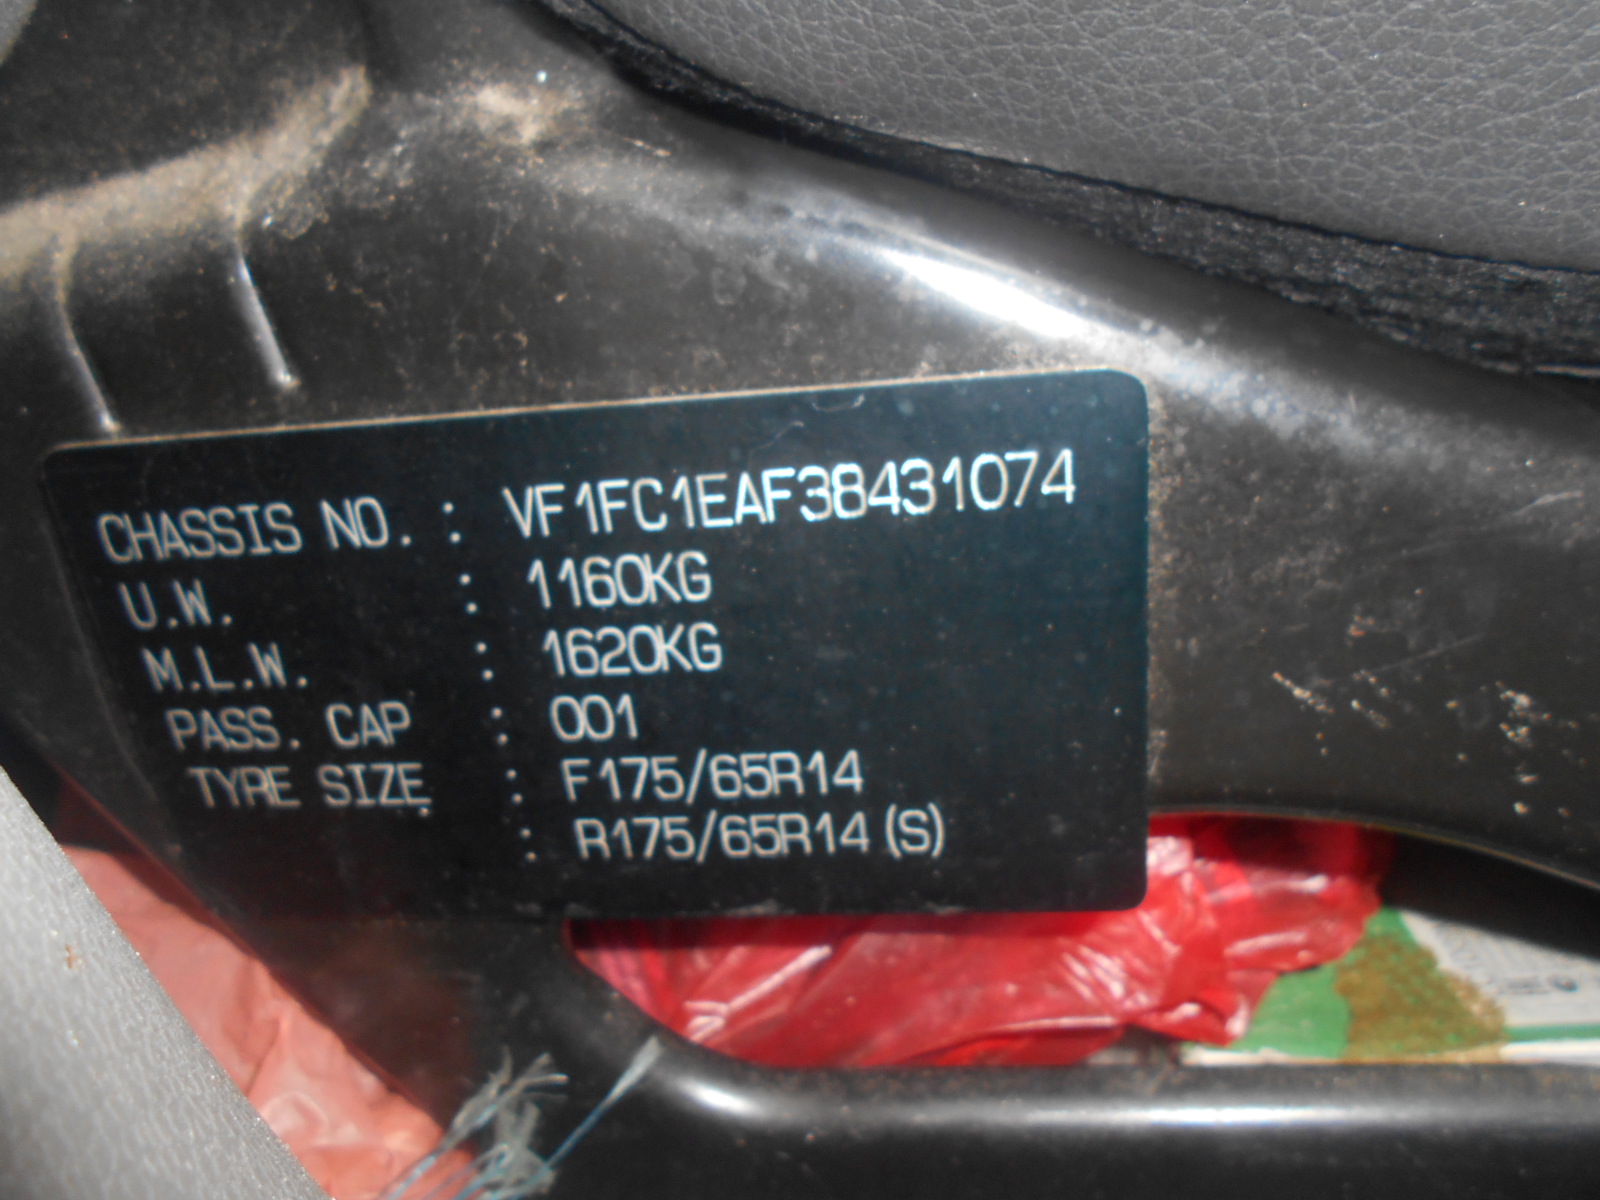 CHASSIS NO. : VF1FC1EAF38431074
U.W. : 1160KG
M.L.W. : 1620KG
PASS. CAP : 001
TYRE SIZE : F175/65R14
: R175/65R14 (S)